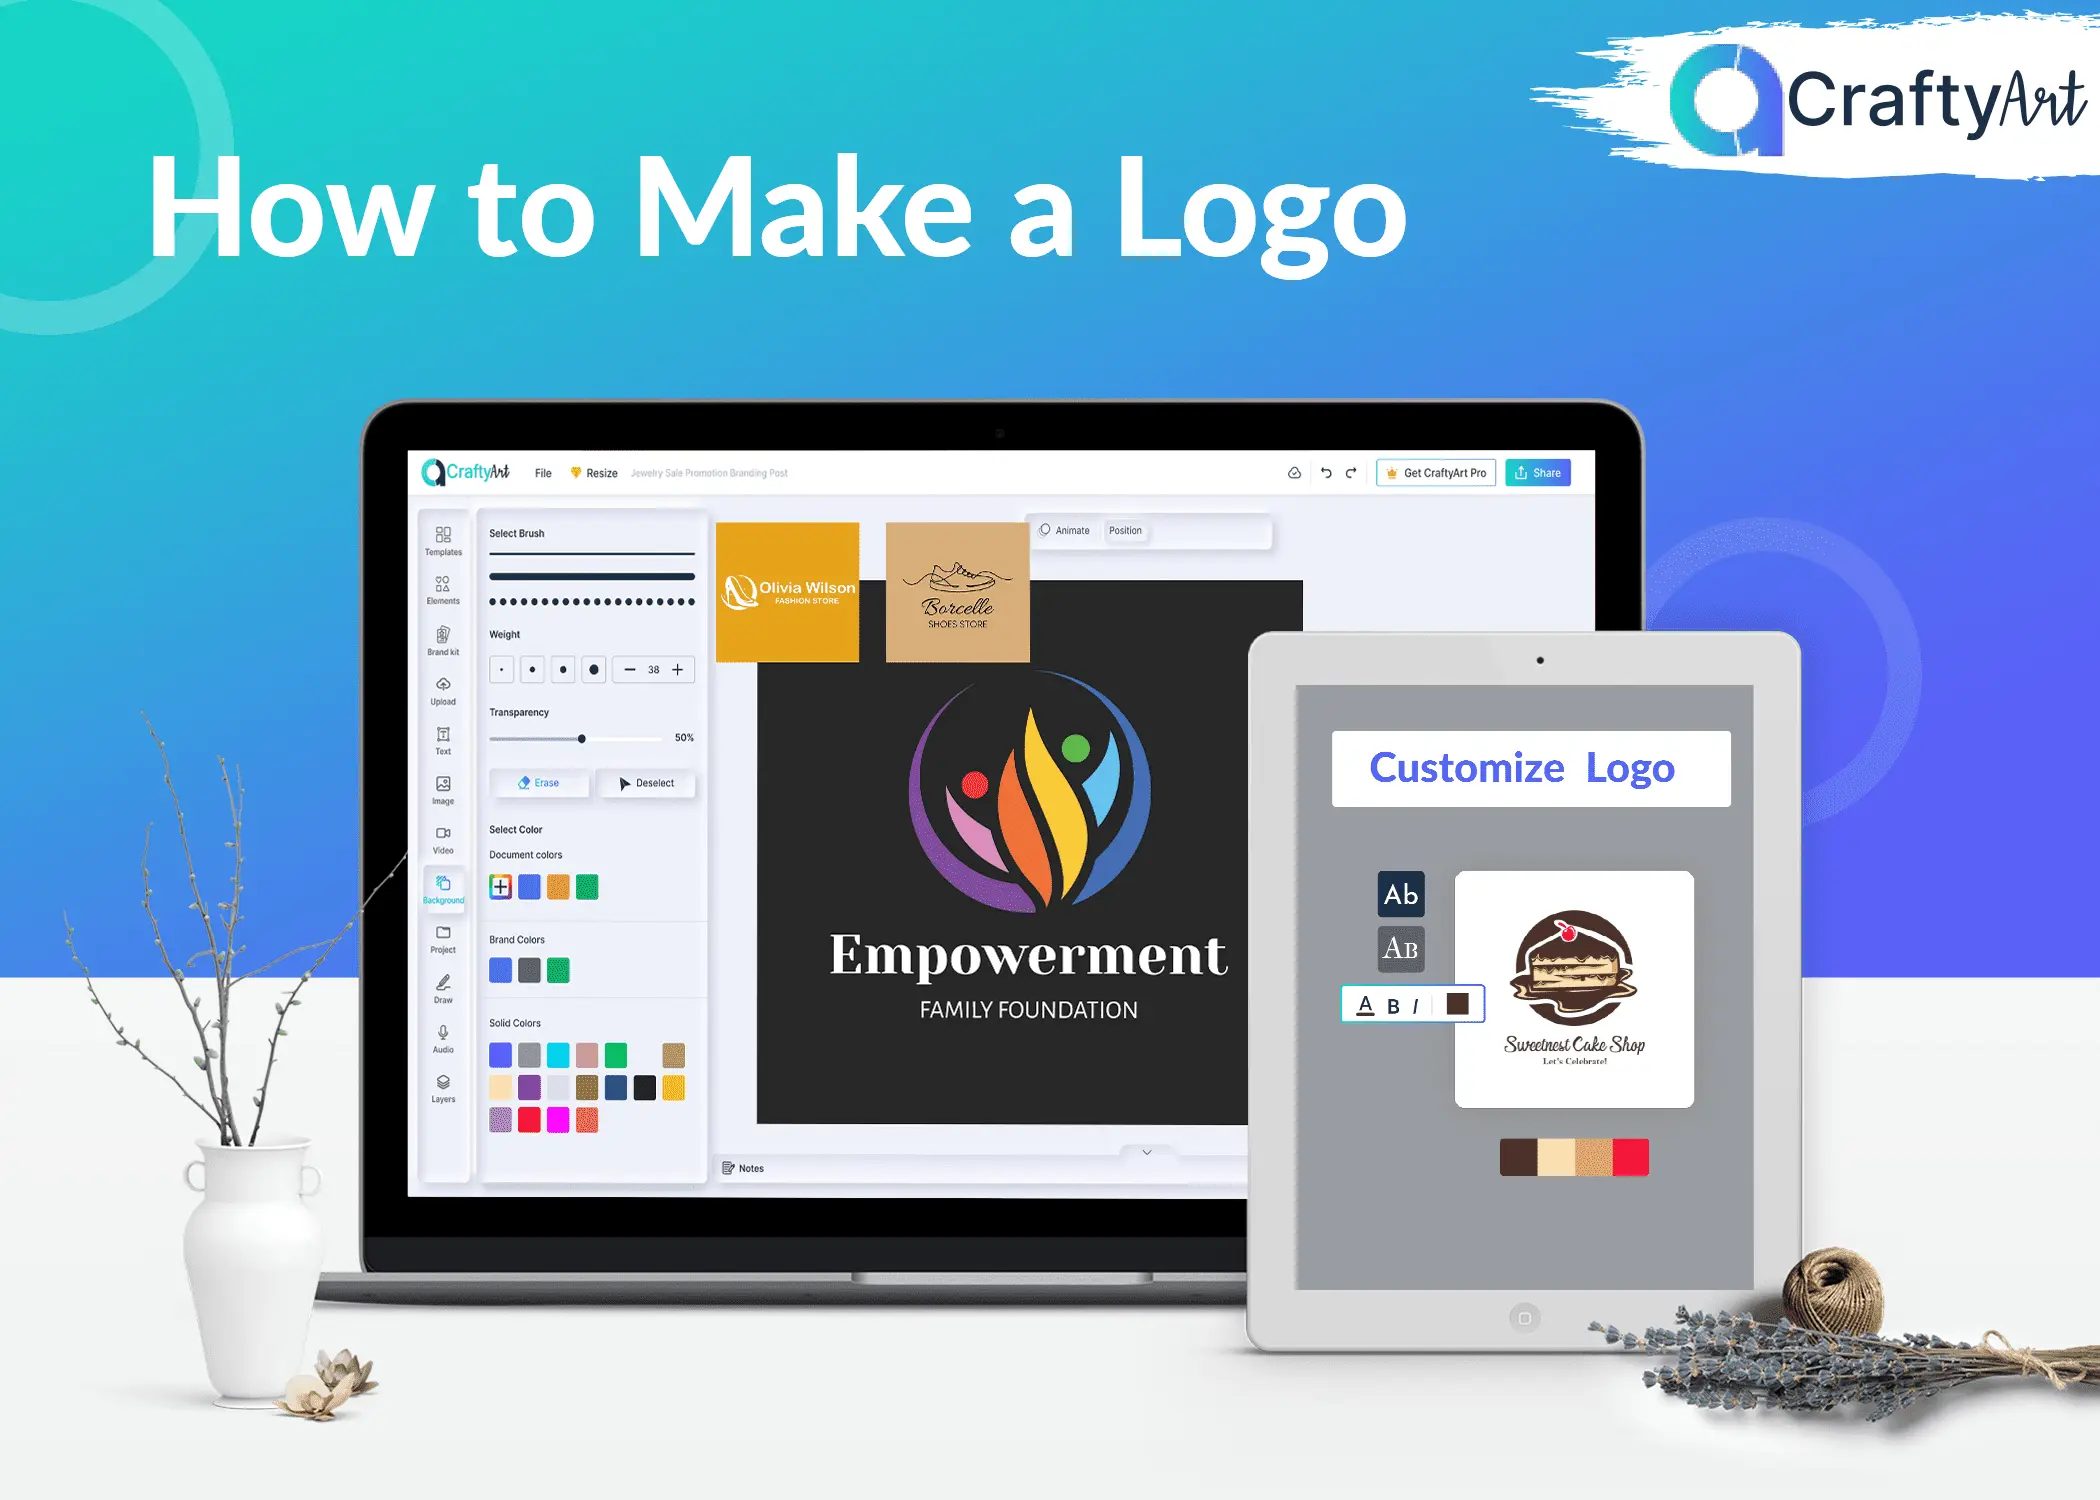 CraftyArt
How to Make a Logo
CraftyArt
File
Resize
Jewelry Sale Promotion Branding Post
Get CraftyArt Pro
Share
Templates
Elements
Brand kit
Upload
Text
Image
Video
Background
Project
Draw
Audio
Layers
Select Brush
Weight
38
Transparency
50%
Erase
Deselect
Select Color
Document colors
Brand Colors
Solid Colors
Olivia Wilson
FASHION STORE
Borcelle
SHOES STORE
Animate
Position
Empowerment
FAMILY FOUNDATION
Notes
Customize Logo
Ab
AB
A B I
Sweetnest Cake Shop
Let's Celebrate!